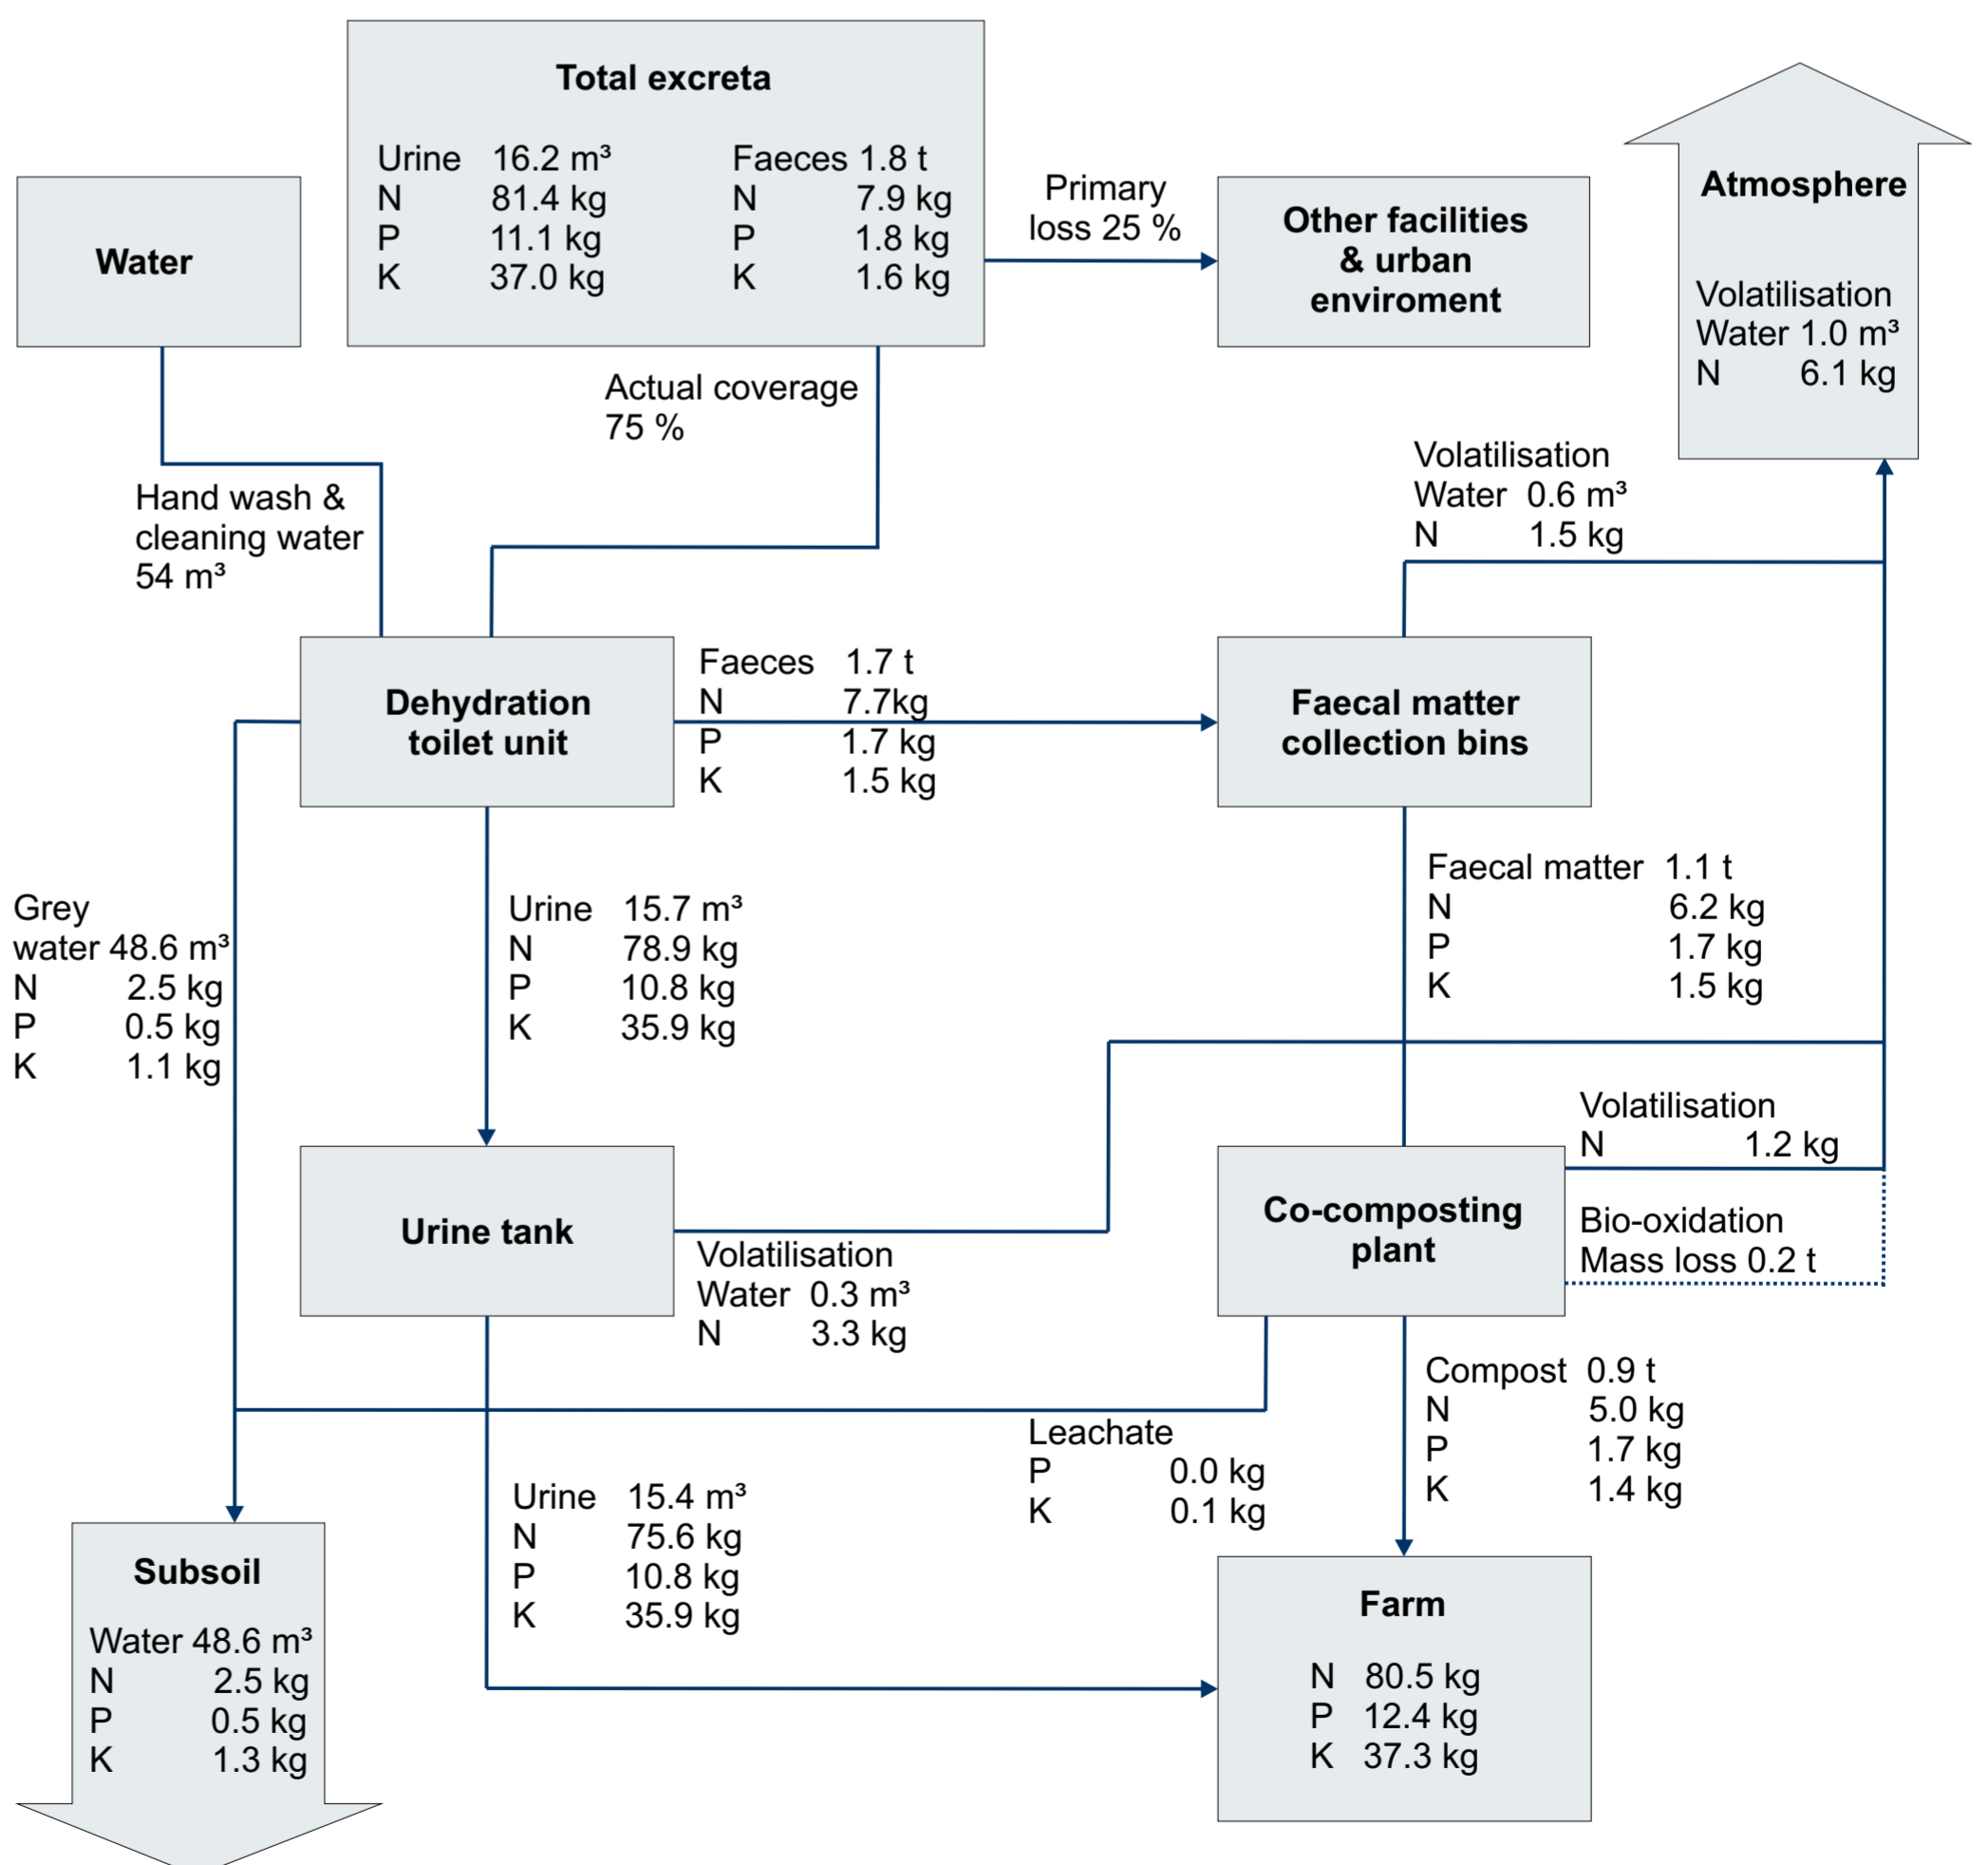 Total excreta
Urine 16.2 m³
N 81.4 kg
P 11.1 kg
K 37.0 kg
Faeces 1.8 t
N 7.9 kg
P 1.8 kg
K 1.6 kg
Primary
loss 25 %
Other facilities
& urban
enviroment
Atmosphere
Volatilisation
Water 1.0 m³
N 6.1 kg
Water
Actual coverage
75 %
Hand wash &
cleaning water
54 m³
Volatilisation
Water 0.6 m³
N 1.5 kg
Dehydration
toilet unit
Faeces 1.7 t
N 7.7kg
P 1.7 kg
K 1.5 kg
Faecal matter
collection bins
Grey
water 48.6 m³
N 2.5 kg
P 0.5 kg
K 1.1 kg
Urine 15.7 m³
N 78.9 kg
P 10.8 kg
K 35.9 kg
Faecal matter 1.1 t
N 6.2 kg
P 1.7 kg
K 1.5 kg
Urine tank
Volatilisation
Water 0.3 m³
N 3.3 kg
Co-composting
plant
Volatilisation
N 1.2 kg
Bio-oxidation
Mass loss 0.2 t
Leachate
P 0.0 kg
K 0.1 kg
Compost 0.9 t
N 5.0 kg
P 1.7 kg
K 1.4 kg
Urine 15.4 m³
N 75.6 kg
P 10.8 kg
K 35.9 kg
Subsoil
Water 48.6 m³
N 2.5 kg
P 0.5 kg
K 1.3 kg
Farm
N 80.5 kg
P 12.4 kg
K 37.3 kg